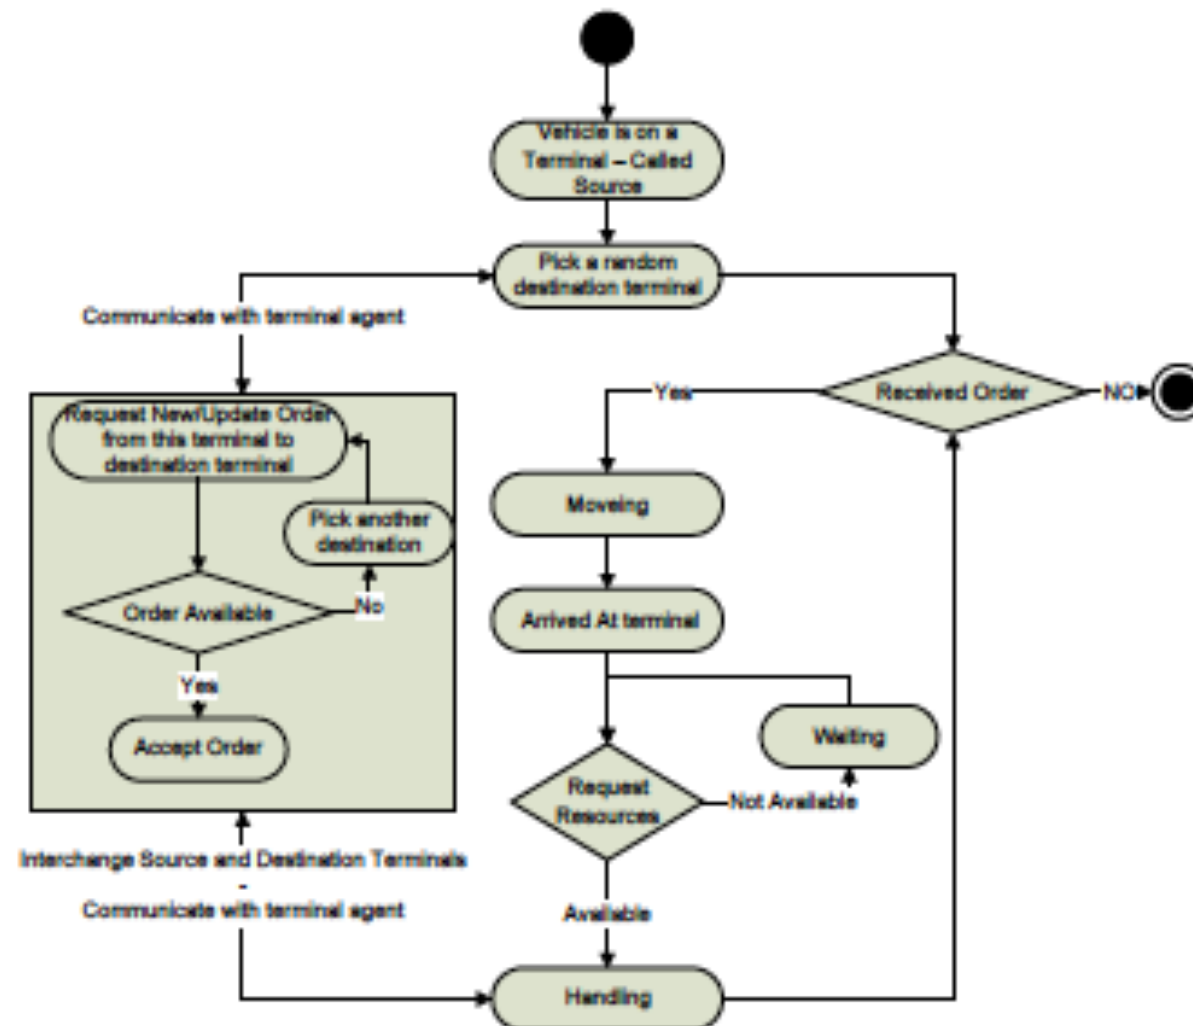 Vehicle is on a
Terminal – Called
Source
Pick a random
destination terminal
Communicate with terminal agent
Received Order
NO
Yes
Request New/Update Order
from this terminal to
destination terminal
Moveing
Pick another
destination
Order Available
No
Arrived At terminal
Yes
Accept Order
Waiting
Request
Resources
Not Available
Interchange Source and Destination Terminals
-
Communicate with terminal agent
Available
Handling